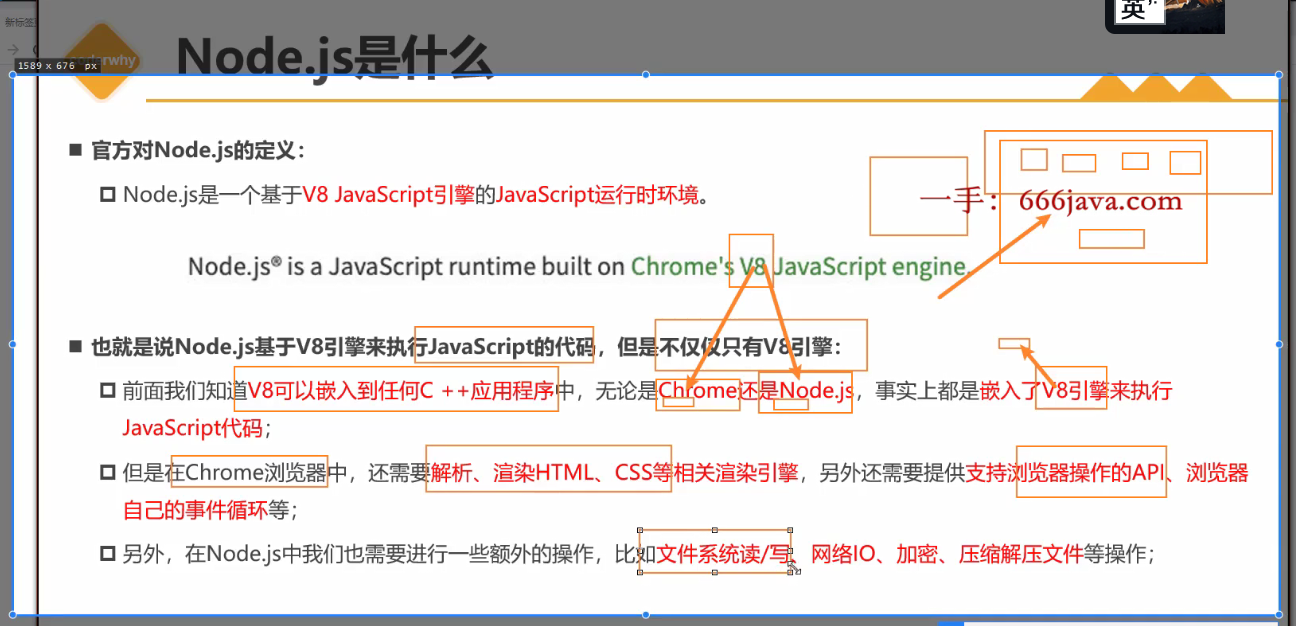 新标签
英
1589 x 676 px
coderwhy
Node.js是什么
官方对Node.js的定义：
Node.js是一个基于V8 JavaScript引擎的JavaScript运行时环境。
一手：666java.com
Node.js® is a JavaScript runtime built on Chrome's V8 JavaScript engine.
也就是说Node.js基于V8引擎来执行JavaScript的代码，但是不仅仅只有V8引擎：
前面我们知道V8可以嵌入到任何C ++应用程序中，无论是Chrome还是Node.js，事实上都是嵌入了V8引擎来执行
JavaScript代码；
但是在Chrome浏览器中，还需要解析、渲染HTML、CSS等相关渲染引擎，另外还需要提供支持浏览器操作的API、浏览器
自己的事件循环等；
另外，在Node.js中我们也需要进行一些额外的操作，比如文件系统读/写、网络IO、加密、压缩解压文件等操作；